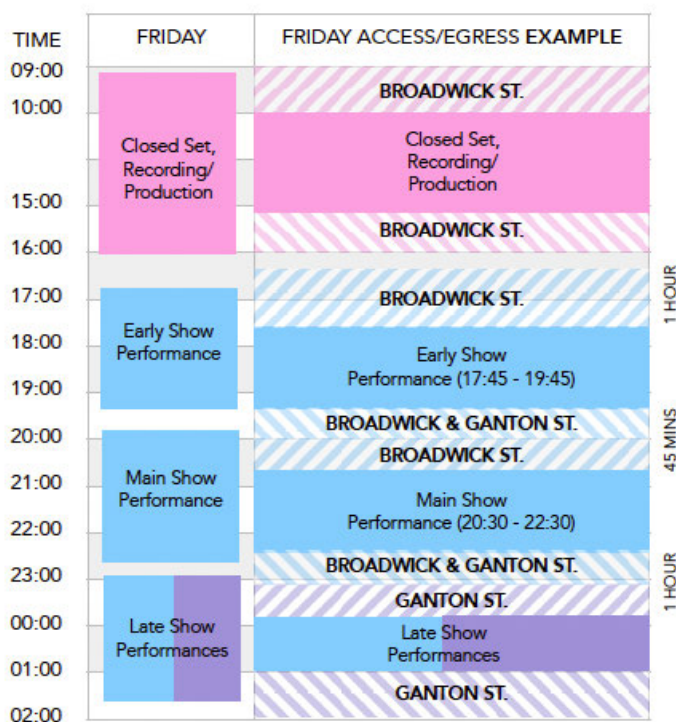 TIME
FRIDAY
FRIDAY ACCESS/EGRESS EXAMPLE
09:00
10:00
15:00
16:00
17:00
18:00
19:00
20:00
21:00
22:00
23:00
00:00
01:00
02:00
Closed Set,
Recording/
Production
Early Show
Performance
Main Show
Performance
Late Show
Performances
BROADWICK ST.
Closed Set,
Recording/
Production
BROADWICK ST.
BROADWICK ST.
Early Show
Performance (17:45 - 19:45)
BROADWICK & GANTON ST.
BROADWICK ST.
Main Show
Performance (20:30 - 22:30)
BROADWICK & GANTON ST.
GANTON ST.
Late Show
Performances
GANTON ST.
1 HOUR
45 MINS
1 HOUR